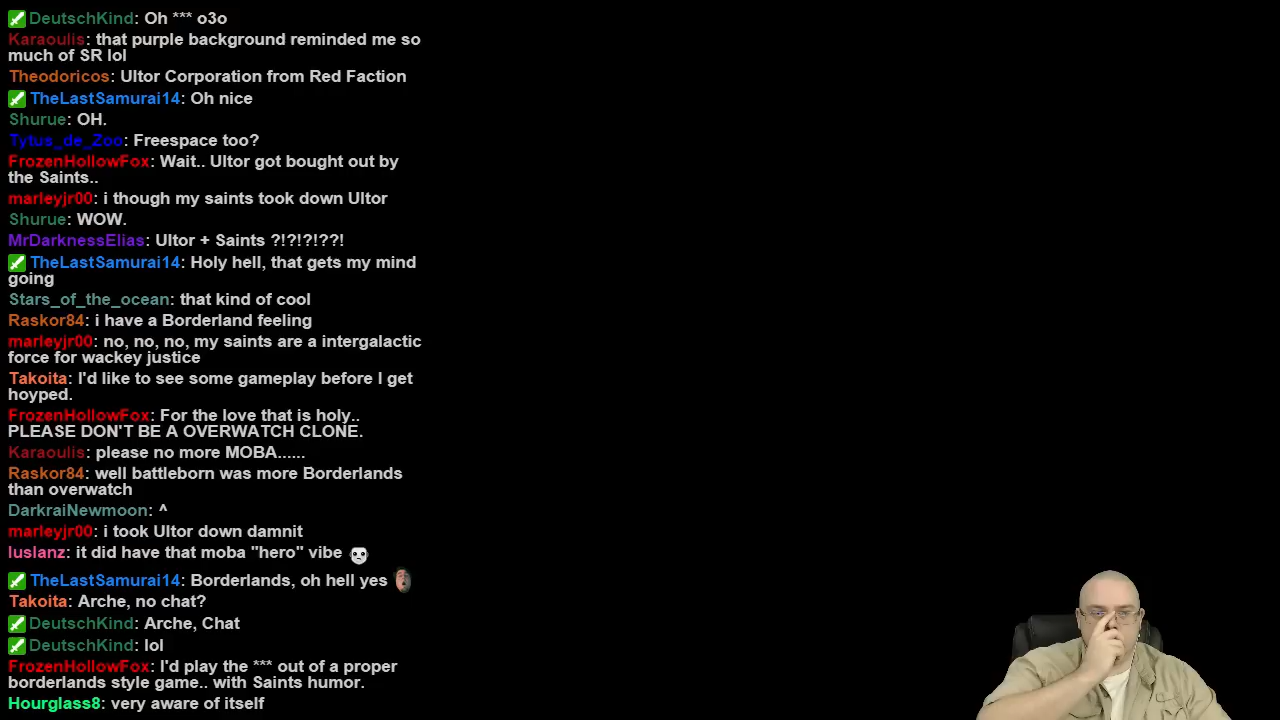 DeutschKind: Oh *** o3o
Karaoulis: that purple background reminded me so
much of SR lol
Theodoricos: Ultor Corporation from Red Faction
TheLastSamurai14: Oh nice
Shurue: OH.
Tytus_de_Zoo: Freespace too?
FrozenHollowFox: Wait.. Ultor got bought out by
the Saints..
marleyjr00: i though my saints took down Ultor
Shurue: WOW.
MrDarknessElias: Ultor + Saints ?!?!?!??!
TheLastSamurai14: Holy hell, that gets my mind
going
Stars_of_the_ocean: that kind of cool
Raskor84: i have a Borderland feeling
marleyjr00: no, no, no, my saints are a intergalactic
force for wackey justice
Takoita: I'd like to see some gameplay before I get
hoyped.
FrozenHollowFox: For the love that is holy..
PLEASE DON'T BE A OVERWATCH CLONE.
Karaoulis: please no more MOBA......
Raskor84: well battleborn was more Borderlands
than overwatch
DarkraiNewmoon: ^
marleyjr00: i took Ultor down damnit
luslanz: it did have that moba "hero" vibe
TheLastSamurai14: Borderlands, oh hell yes
Takoita: Arche, no chat?
DeutschKind: Arche, Chat
DeutschKind: lol
FrozenHollowFox: I'd play the *** out of a proper
borderlands style game.. with Saints humor.
Hourglass8: very aware of itself